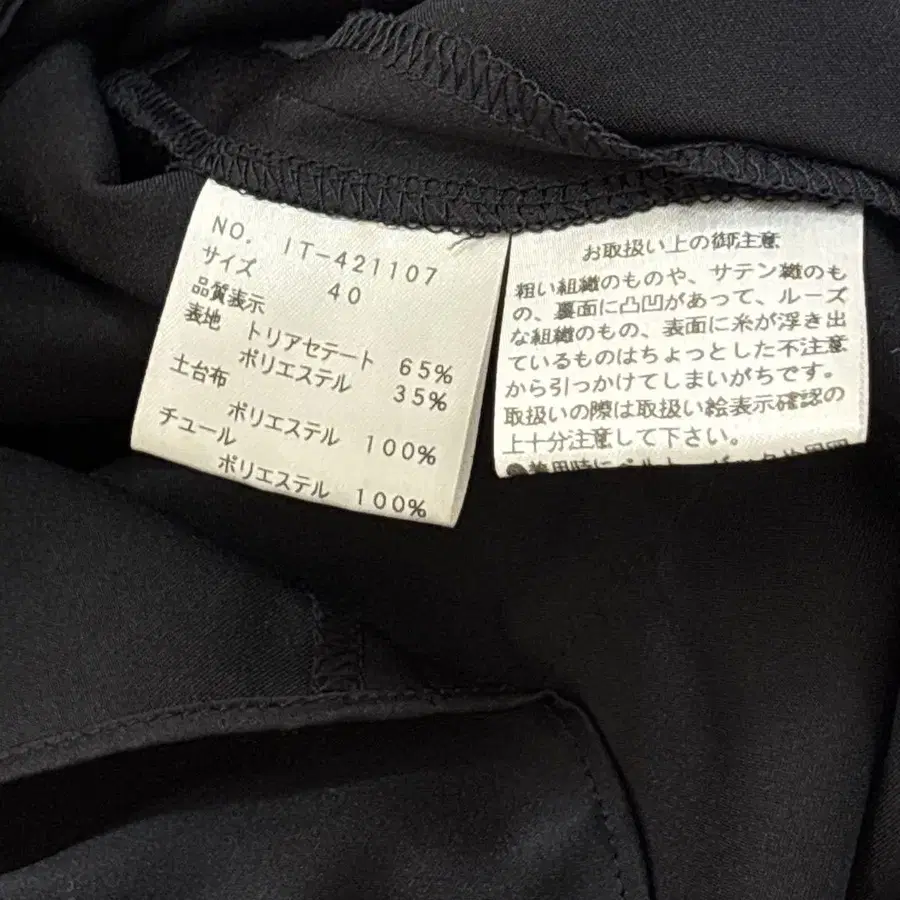 NO. IT-421107
サイズ 40
品質表示
表地 トリアセテート 65%
ポリエステル 35%
土台布
ポリエステル 100%
チュール
ポリエステル 100%
お取扱い上の御注意
粗い組織のものや、サテン織のも
の、裏面に凸凹があって、ルーズ
な組織のもの、表面に糸が浮き出
ているものはちょっとした不注意
から引っかけてしまいがちです。
取扱いの際は取扱い絵表示確認の
上十分注意して下さい。